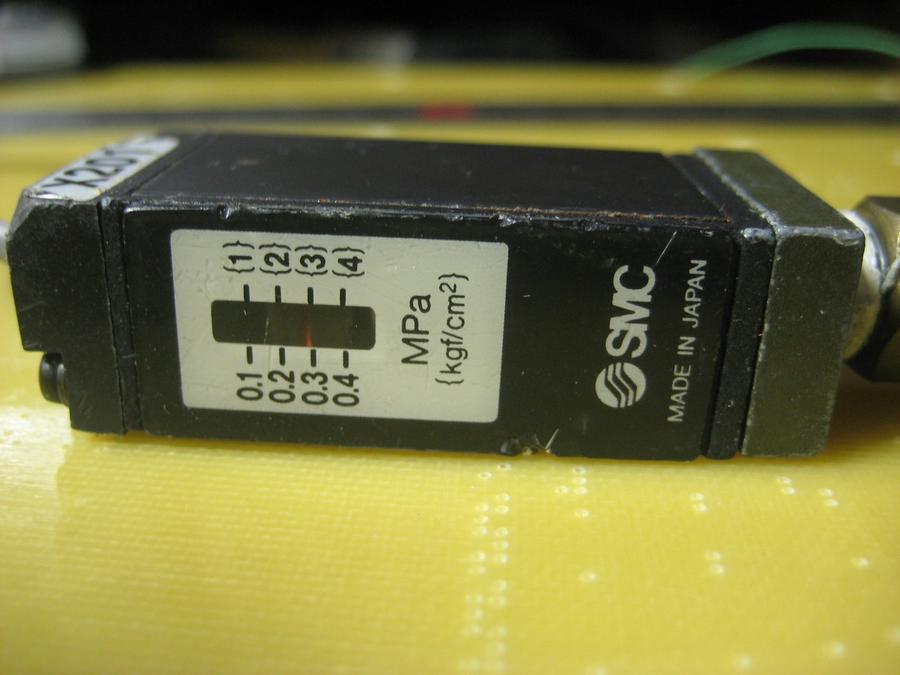 X201
{1} {2} {3} {4}
0.1 0.2 0.3 0.4
MPa
{kgf/cm²}
SMC
MADE IN JAPAN